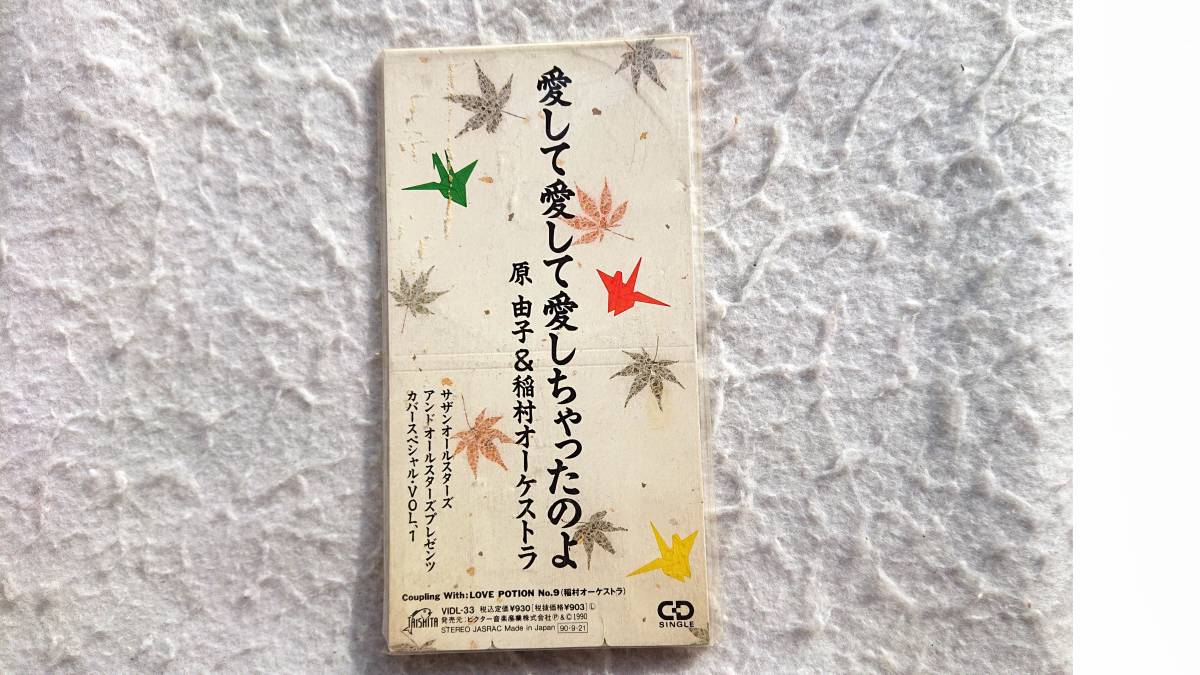 愛して愛して愛しちゃったのよ
原 由子&稲村オーケストラ
サザンオールスターズ
アンドオールスターズプレゼンツ
カバースペシャル・VOL.1
Coupling With: LOVE POTION No.9(稲村オーケストラ)
TAISHITA
VIDL-33 税込定価¥930[税抜価格¥903]Ⓛ
発売元:ビクター音楽産業株式会社Ⓟ&Ⓒ1990
STEREO JASRAC Made in Japan 90・9・21
CD
SINGLE